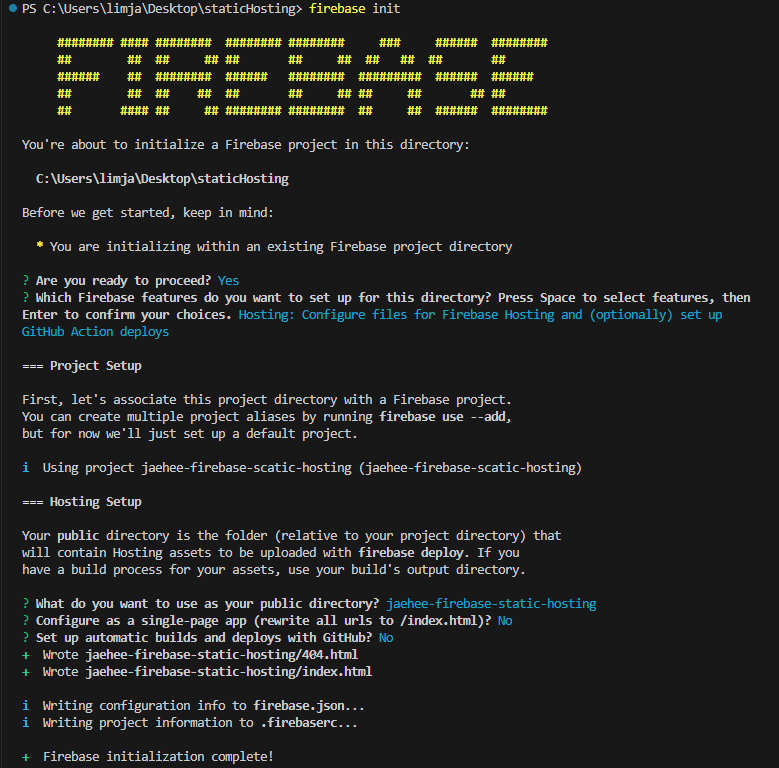 PS C:\Users\limja\Desktop\staticHosting> firebase init
######## #### ######## ######## ########     ###     ######  ########
##        ##  ##     ## ##       ##     ##  ##   ##  ##       ##
######    ##  ########  ######   ########  #########  ######  ######
##        ##  ##    ##  ##       ##     ## ##     ##       ## ##
##       #### ##     ## ######## ########  ##     ##  ######  ########
You're about to initialize a Firebase project in this directory:
C:\Users\limja\Desktop\staticHosting
Before we get started, keep in mind:
* You are initializing within an existing Firebase project directory
? Are you ready to proceed? Yes
? Which Firebase features do you want to set up for this directory? Press Space to select features, then
Enter to confirm your choices. Hosting: Configure files for Firebase Hosting and (optionally) set up
GitHub Action deploys
=== Project Setup
First, let's associate this project directory with a Firebase project.
You can create multiple project aliases by running firebase use --add,
but for now we'll just set up a default project.
i  Using project jaehee-firebase-scatic-hosting (jaehee-firebase-scatic-hosting)
=== Hosting Setup
Your public directory is the folder (relative to your project directory) that
will contain Hosting assets to be uploaded with firebase deploy. If you
have a build process for your assets, use your build's output directory.
? What do you want to use as your public directory? jaehee-firebase-static-hosting
? Configure as a single-page app (rewrite all urls to /index.html)? No
? Set up automatic builds and deploys with GitHub? No
+  Wrote jaehee-firebase-static-hosting/404.html
+  Wrote jaehee-firebase-static-hosting/index.html
i  Writing configuration info to firebase.json...
i  Writing project information to .firebaserc...
+  Firebase initialization complete!